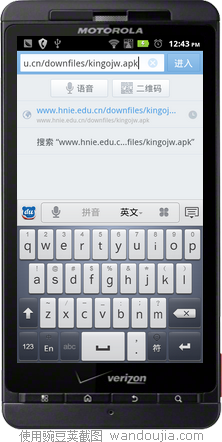 MOTOROLA
12:43 PM
u.cn/downfiles/kingojw.apk 进入
语音 二维码
www.hnie.edu.cn/downfiles/kingoj...
www.hnie.edu.cn/downfiles/kingojw.apk
搜索 "www.hnie.edu.c...files/kingojw.apk"
du 拼音 英文
q w e r t y u i o p
a s d f g h j k l
z x c v b n m
123 En abc 符
verizon
使用豌豆荚截图 wandoujia.com